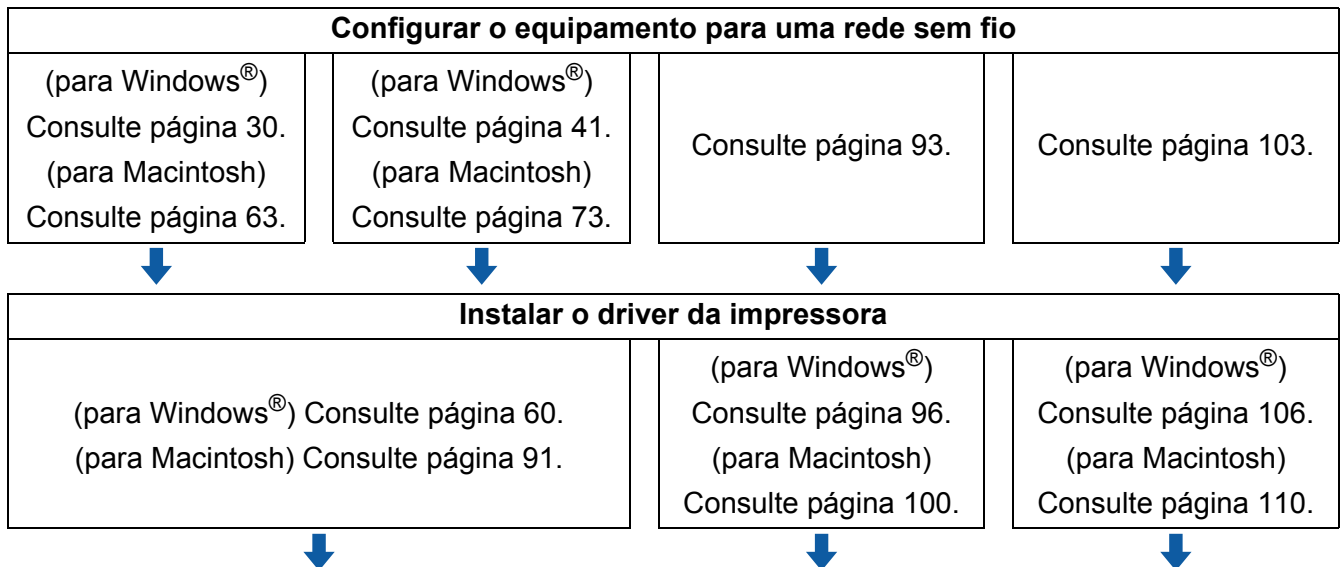 Configurar o equipamento para uma rede sem fio
(para Windows®)
Consulte página 30.
(para Macintosh)
Consulte página 63.
(para Windows®)
Consulte página 41.
(para Macintosh)
Consulte página 73.
Consulte página 93.
Consulte página 103.
Instalar o driver da impressora
(para Windows®) Consulte página 60.
(para Macintosh) Consulte página 91.
(para Windows®)
Consulte página 96.
(para Macintosh)
Consulte página 100.
(para Windows®)
Consulte página 106.
(para Macintosh)
Consulte página 110.